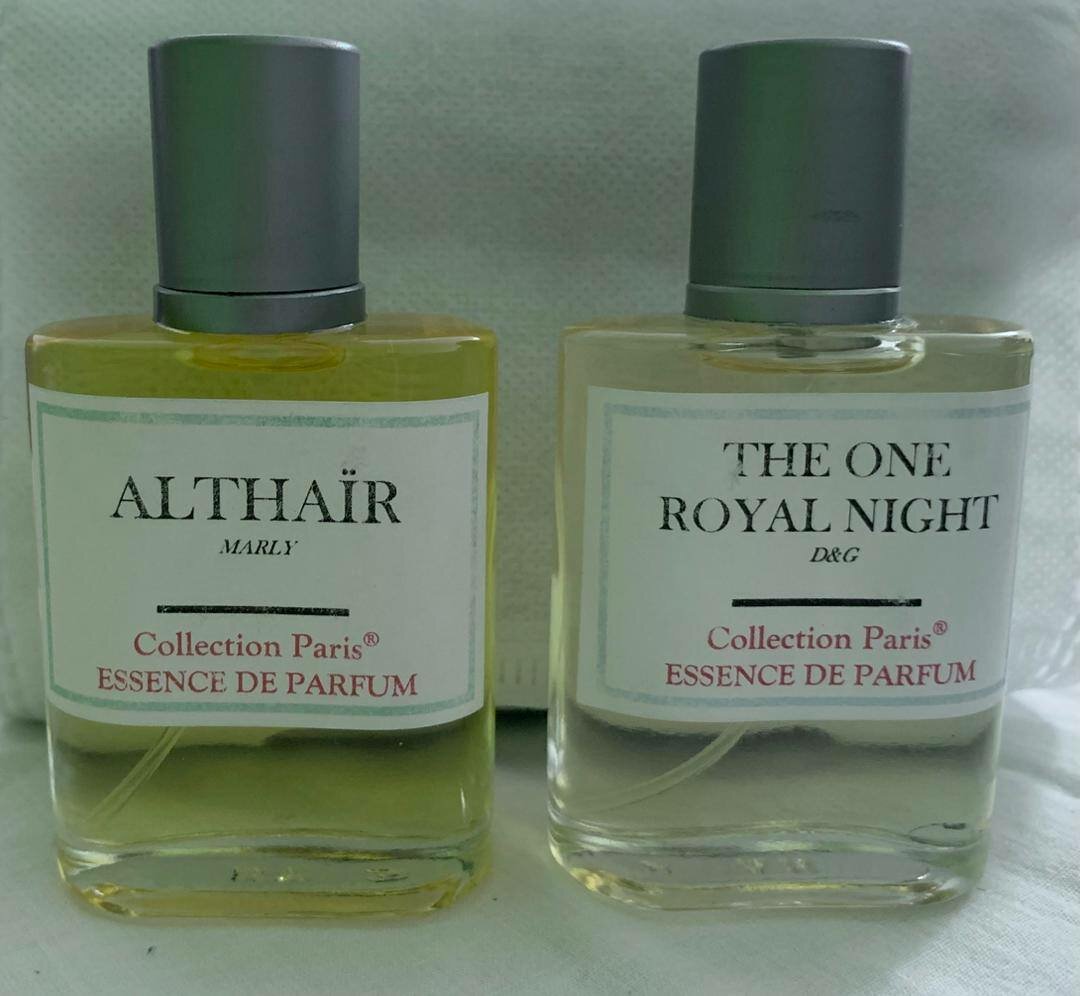 ALTHAÏR
MARLY
Collection Paris®
ESSENCE DE PARFUM
THE ONE
ROYAL NIGHT
D&G
Collection Paris®
ESSENCE DE PARFUM